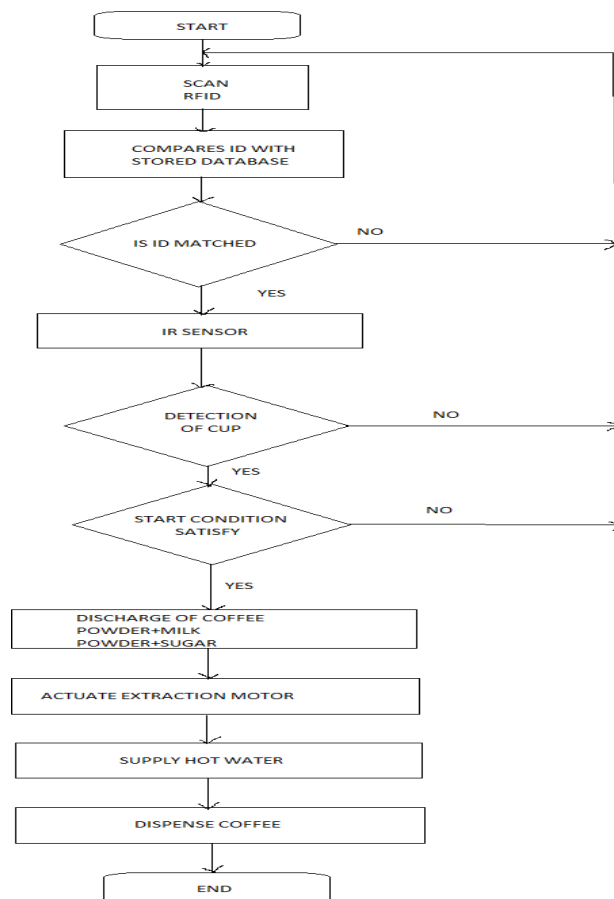 START
SCAN
RFID
COMPARES ID WITH
STORED DATABASE
IS ID MATCHED
NO
YES
IR SENSOR
DETECTION
OF CUP
NO
YES
START CONDITION
SATISFY
NO
YES
DISCHARGE OF COFFEE
POWDER+MILK
POWDER+SUGAR
ACTUATE EXTRACTION MOTOR
SUPPLY HOT WATER
DISPENSE COFFEE
END